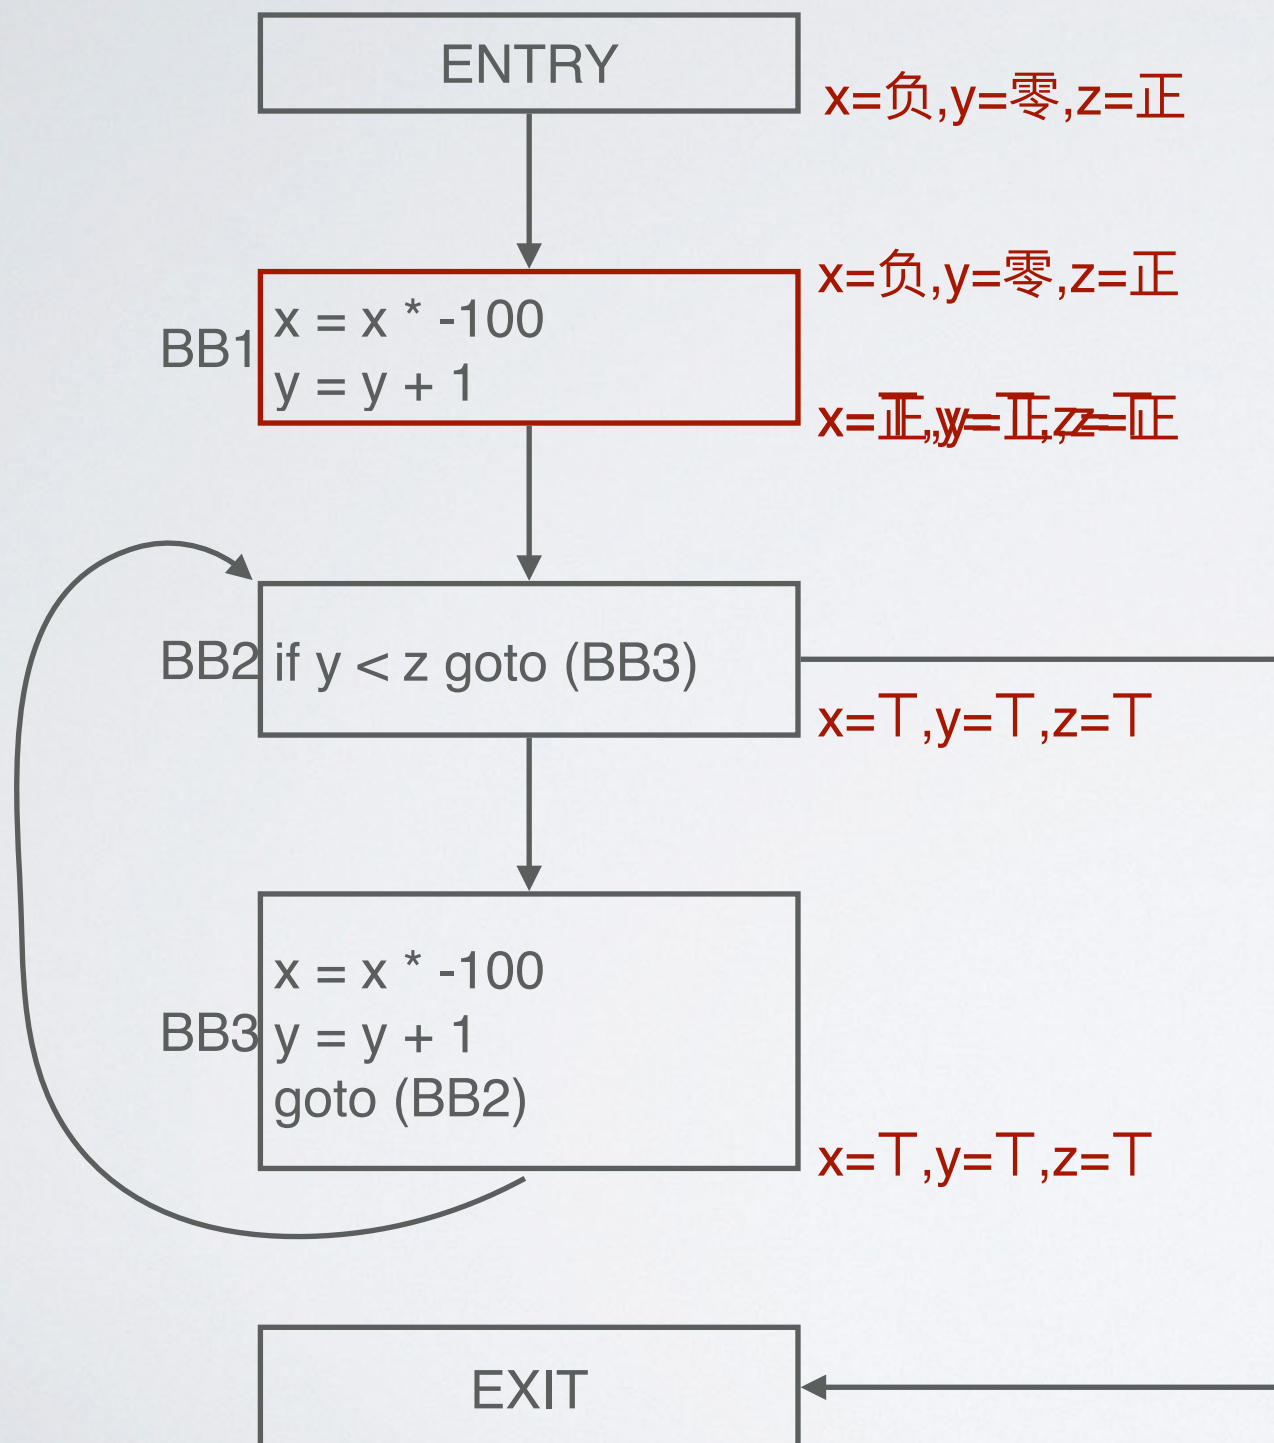 ENTRY
x=负,y=零,z=正
x=负,y=零,z=正
BB1
x = x * -100
y = y + 1
BB2
if y < z goto (BB3)
x=⊤,y=⊤,z=⊤
BB3
x = x * -100
y = y + 1
goto (BB2)
x=⊤,y=⊤,z=⊤
EXIT